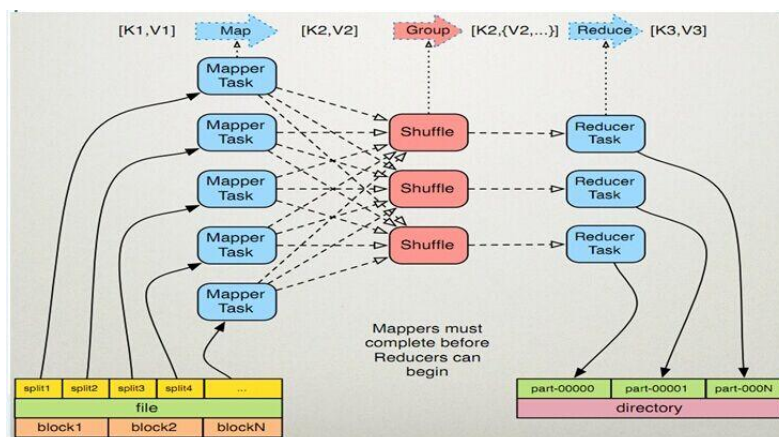 [K1,V1] Map [K2,V2] Group [K2,{V2,...}] Reduce [K3,V3]
Mapper
Task
Mapper
Task
Mapper
Task
Mapper
Task
Mapper
Task
Shuffle
Shuffle
Shuffle
Reducer
Task
Reducer
Task
Reducer
Task
Mappers must
complete before
Reducers can
begin
split1 split2 split3 split4 ...
file
block1 block2 blockN
part-00000 part-00001 part-000N
directory